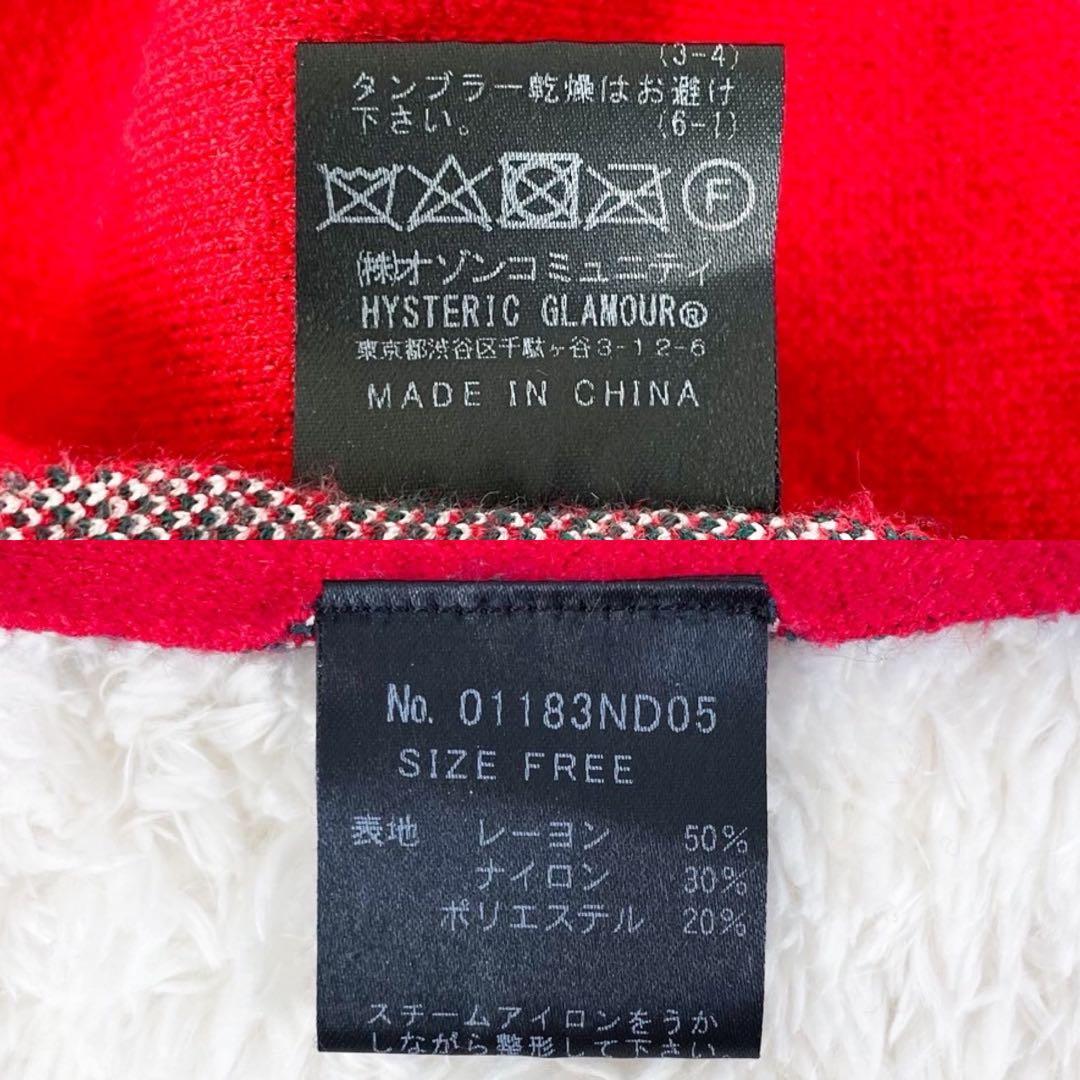 (3-4)
タンブラー乾燥はお避け
下さい。 (6-1)
F
(株)オゾンコミュニティ
HYSTERIC GLAMOUR®
東京都渋谷区千駄ヶ谷3-12-6
MADE IN CHINA
No. 01183ND05
SIZE FREE
表地 レーヨン 50%
ナイロン 30%
ポリエステル 20%
スチームアイロンをうか
しながら整形して下さい。